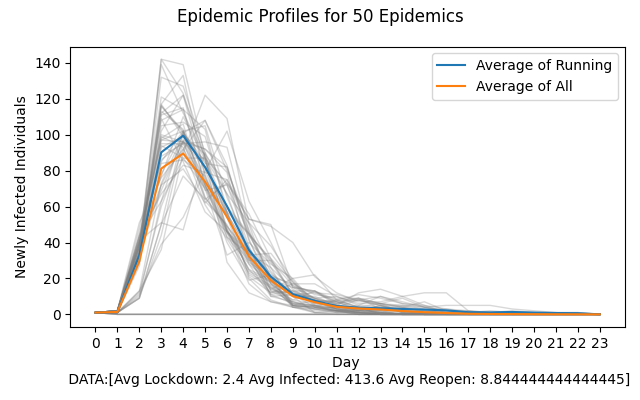 Epidemic Profiles for 50 Epidemics
Average of Running
Average of All
Newly Infected Individuals
140
120
100
80
60
40
20
0
0 1 2 3 4 5 6 7 8 9 10 11 12 13 14 15 16 17 18 19 20 21 22 23
Day
DATA:[Avg Lockdown: 2.4 Avg Infected: 413.6 Avg Reopen: 8.844444444444445]